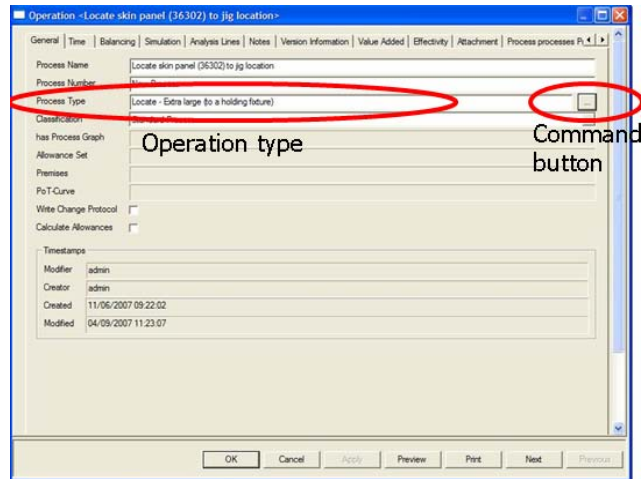 Operation <Locate skin panel (36302) to jig location>
General Time Balancing Simulation Analysis Lines Notes Version Information Value Added Effectivity Attachment Process processes
Process Name Locate skin panel (36302) to jig location
Process Number
Process Type Locate - Extra large (to a holding fixture) ...
Classification
has Process Graph
Operation type
Command button
Allowance Set
Premises
PoT-Curve
Write Change Protocol
Calculate Allowances
Timestamps
Modifier admin
Creator admin
Created 11/06/2007 09:22:02
Modified 04/09/2007 11:23:07
OK Cancel Apply Preview Print Next Previous